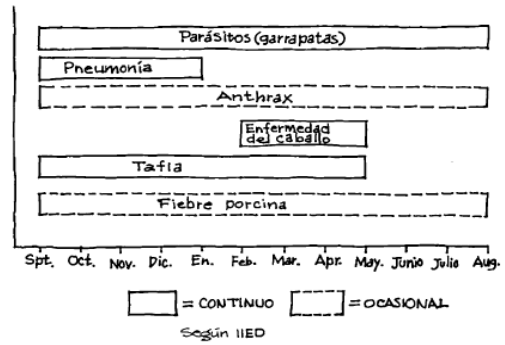 Parásitos (garrapatas)
Pneumonía
Anthrax
Enfermedad
del caballo
Tafia
Fiebre porcina
Spt. Oct. Nov. Dic. En. Feb. Mar. Apr. May. Junio Julio Aug.
= CONTINUO = OCASIONAL
Según IIED